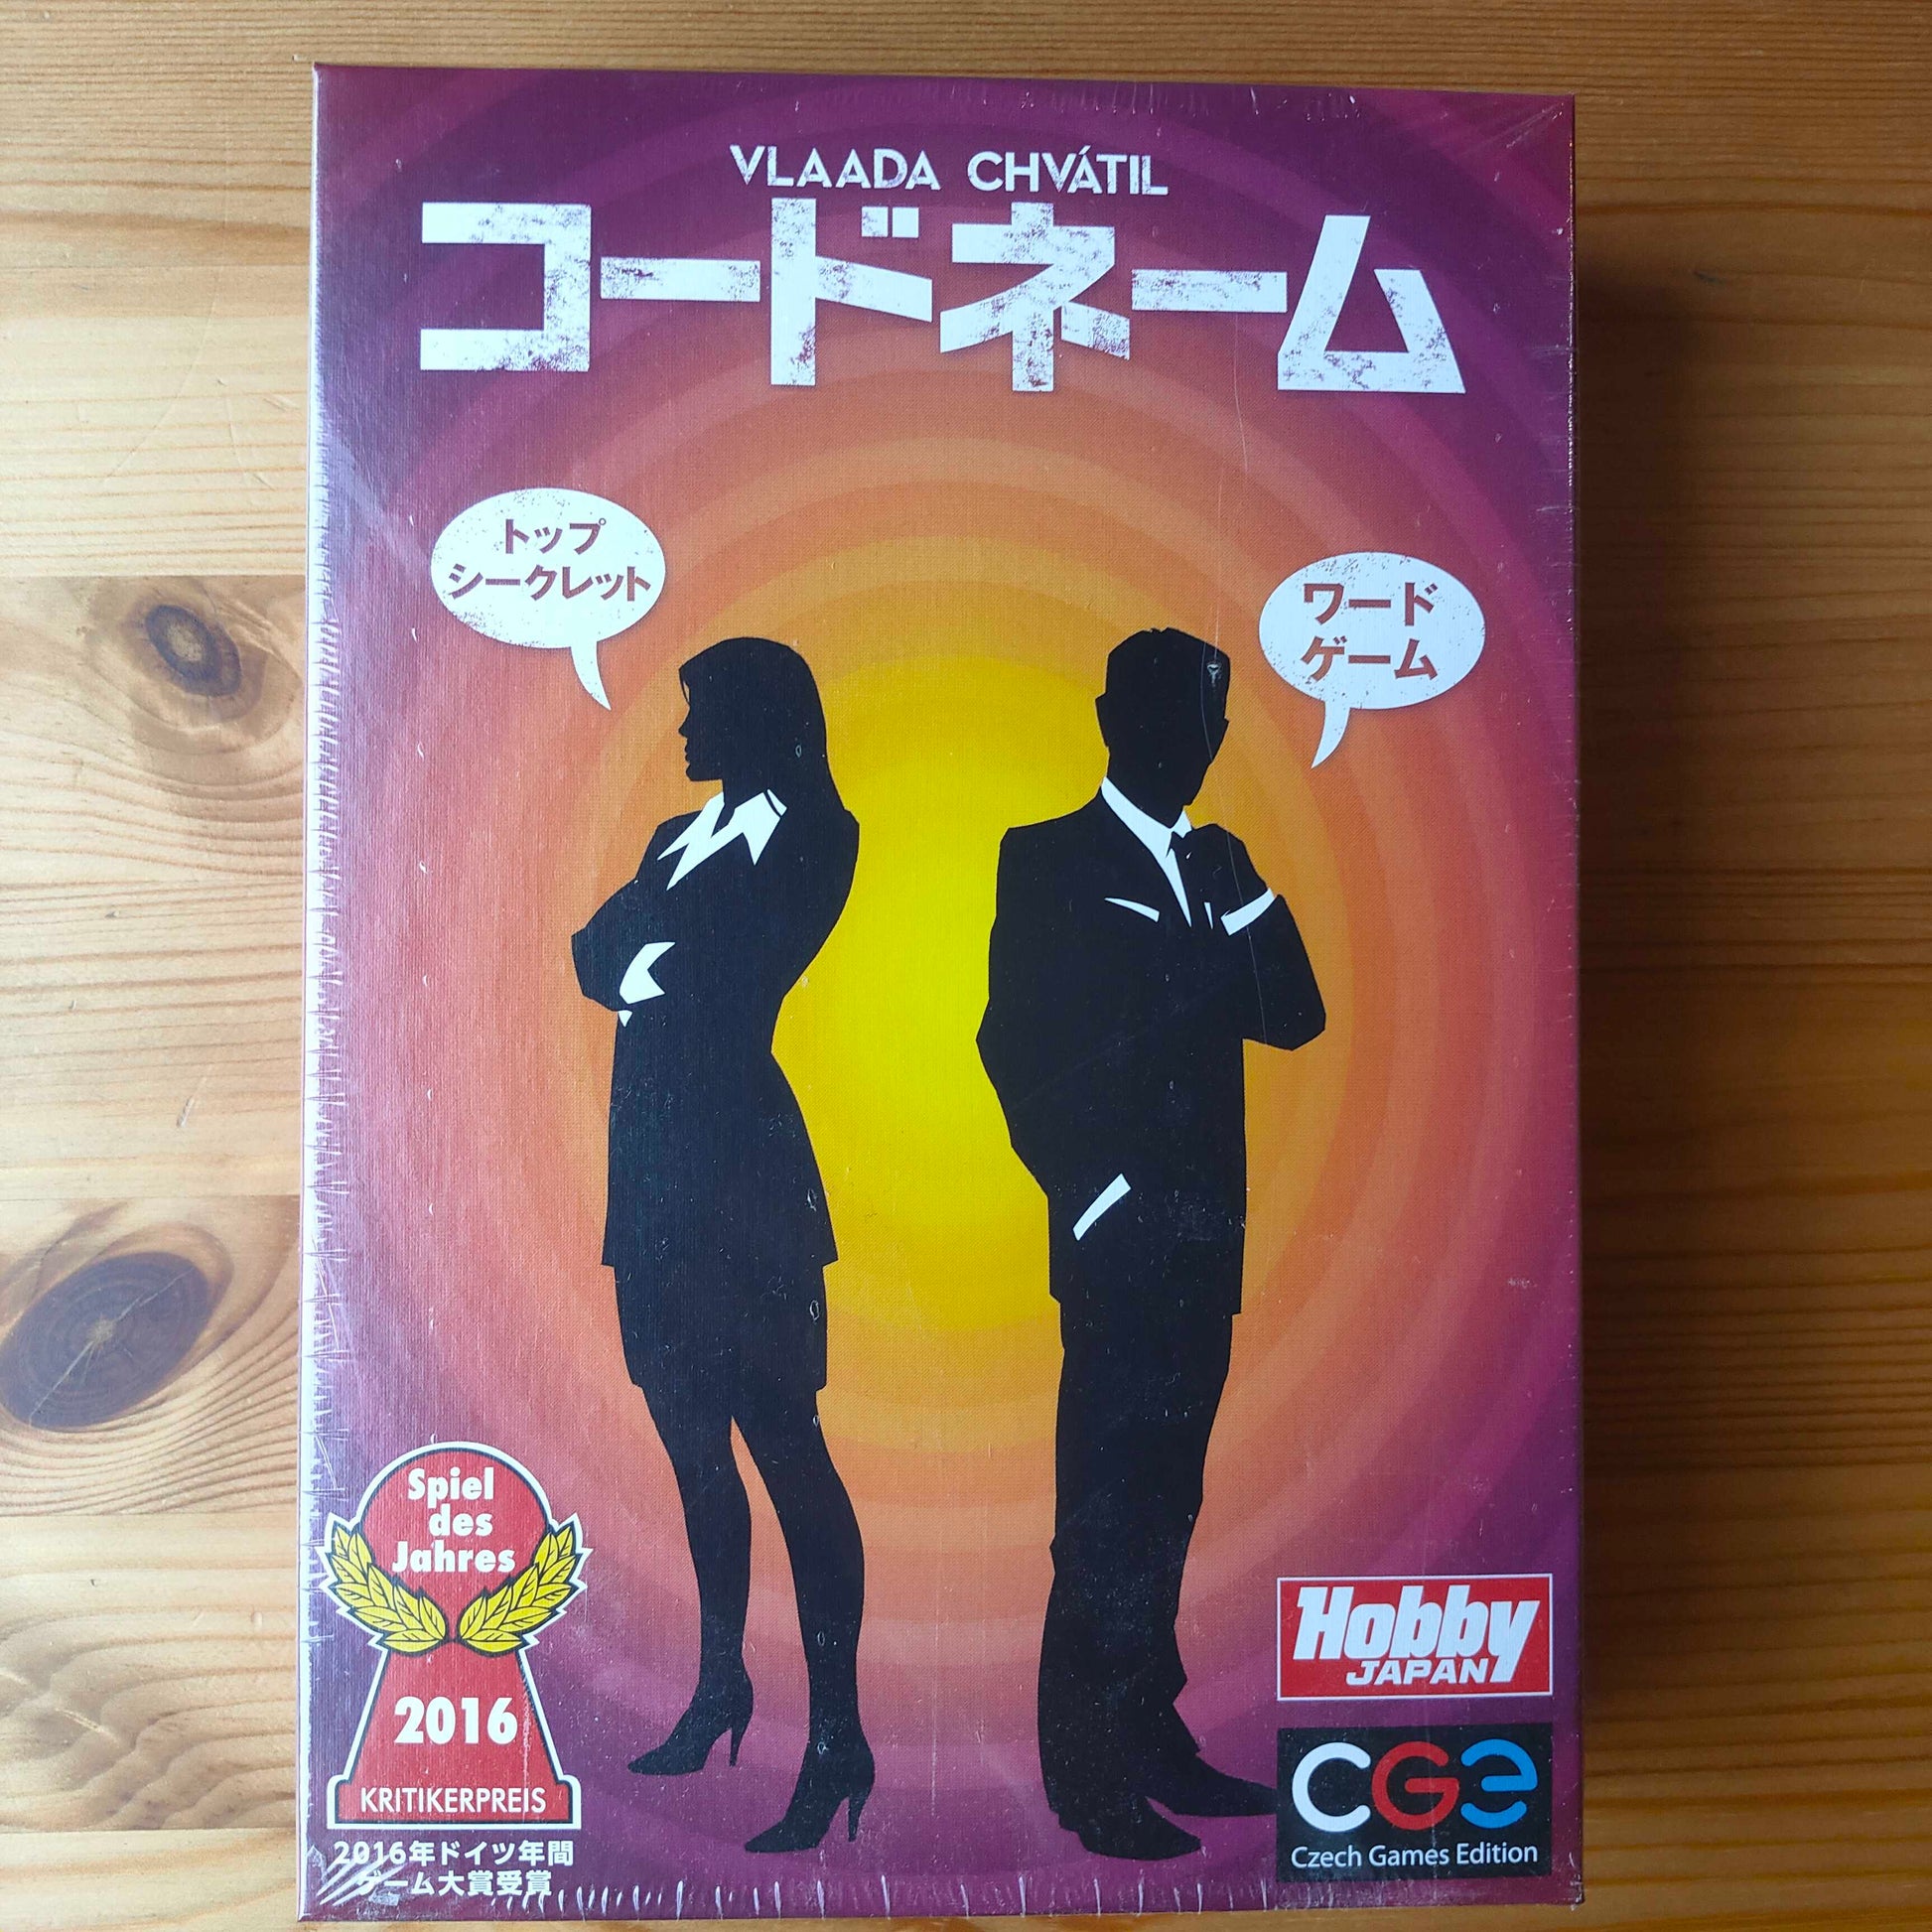 VLAADA CHVÁTIL
コードネーム
トップ
シークレット
ワード
ゲーム
Spiel
des
Jahres
2016
KRITIKERPREIS
2016年ドイツ年間
ゲーム大賞受賞
Hobby
JAPAN
CGE
Czech Games Edition